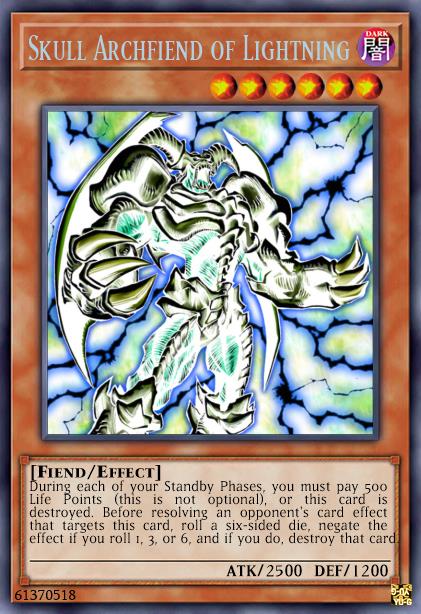 SKULL ARCHFIEND OF LIGHTNING
DARK
闇
[FIEND/EFFECT]
During each of your Standby Phases, you must pay 500
Life Points (this is not optional), or this card is
destroyed. Before resolving an opponent's card effect
that targets this card, roll a six-sided die, negate the
effect if you roll 1, 3, or 6, and if you do, destroy that card.
ATK/2500 DEF/1200
61370518